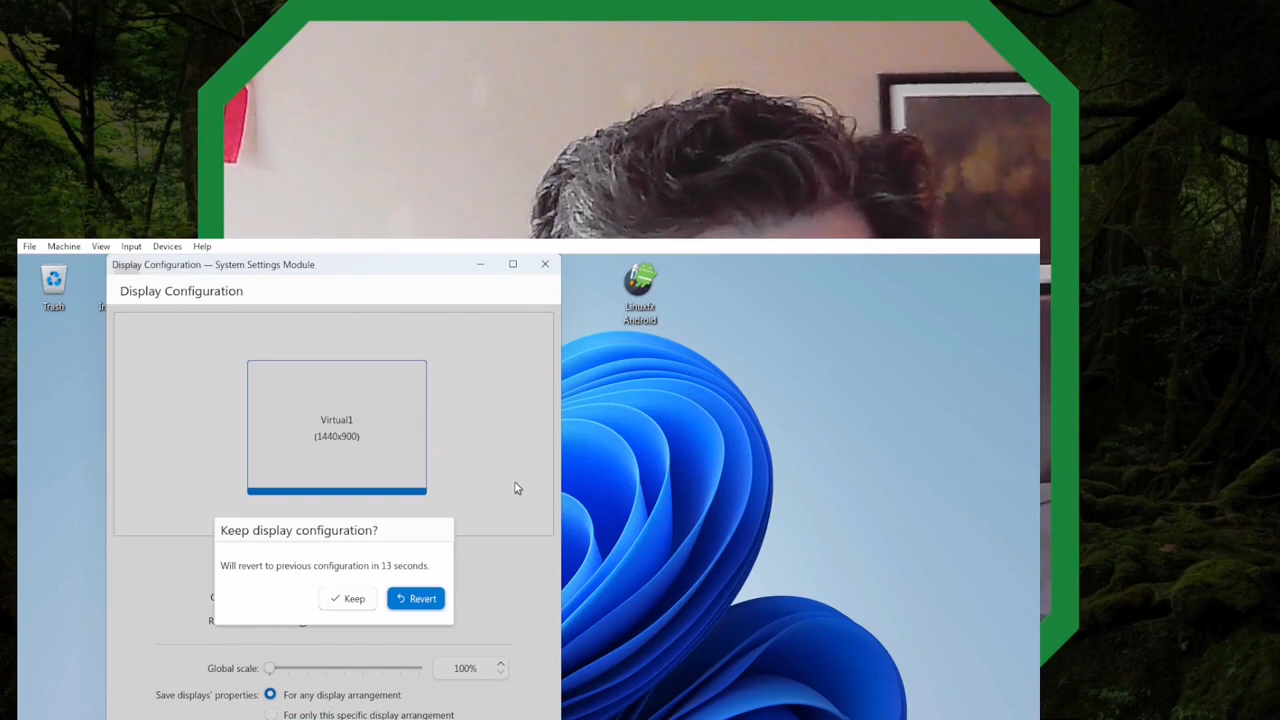 File Machine View Input Devices Help
Display Configuration — System Settings Module
Display Configuration
Trash
Linuxfx
Android
Virtual1
(1440x900)
Keep display configuration?
Will revert to previous configuration in 13 seconds.
Keep Revert
Global scale: 100%
Save displays' properties: For any display arrangement
For only this specific display arrangement